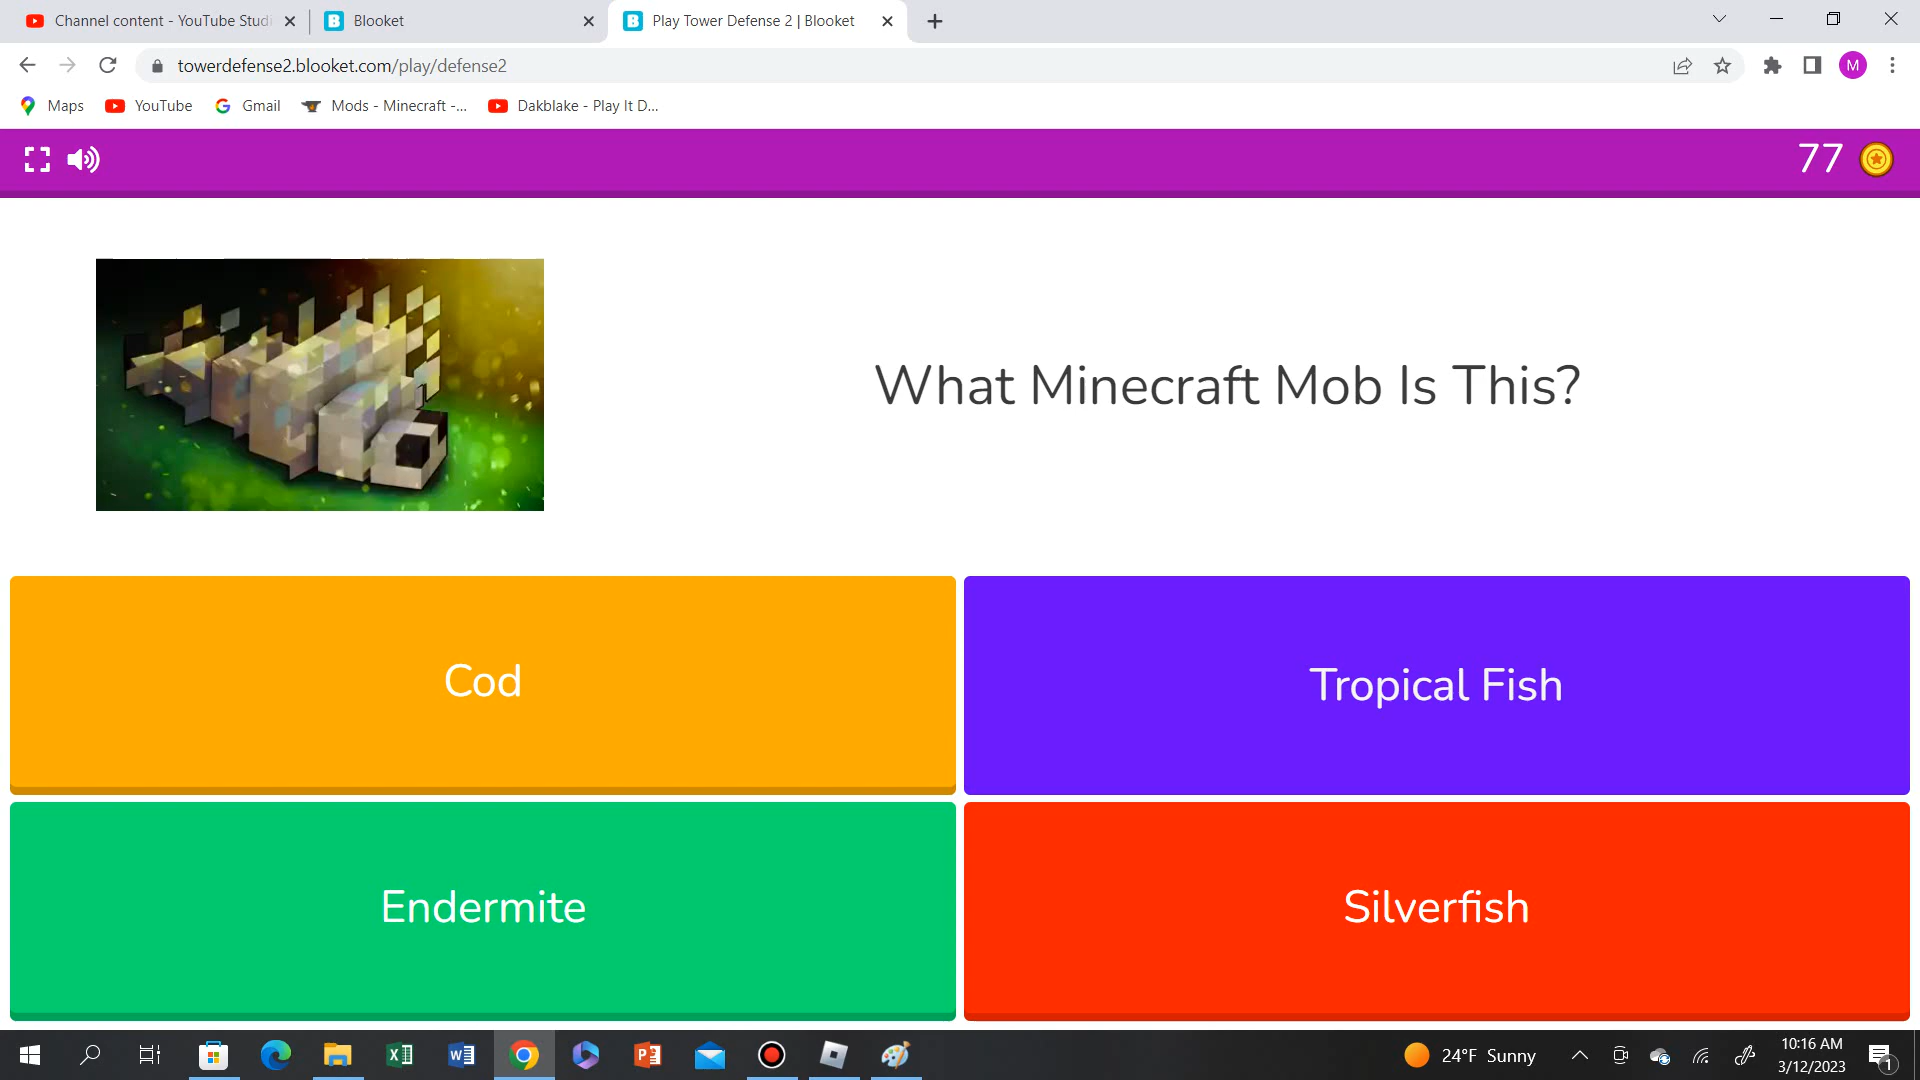 Channel content - YouTube Studi
Blooket
Play Tower Defense 2 | Blooket
towerdefense2.blooket.com/play/defense2
M
Maps
YouTube
Gmail
Mods - Minecraft -...
Dakblake - Play It D...
77
What Minecraft Mob Is This?
Cod
Tropical Fish
Endermite
Silverfish
24°F Sunny
10:16 AM
3/12/2023
1